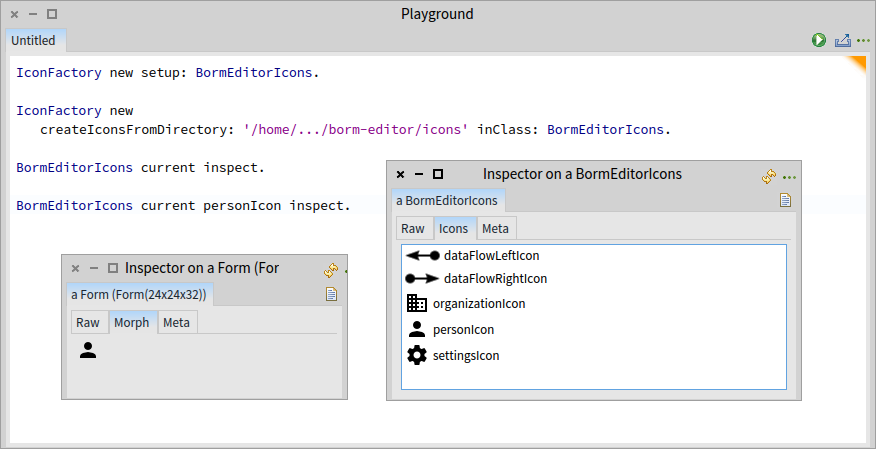 Playground
Untitled
IconFactory new setup: BormEditorIcons.
IconFactory new
createIconsFromDirectory: '/home/.../borm-editor/icons' inClass: BormEditorIcons.
BormEditorIcons current inspect.
BormEditorIcons current personIcon inspect.
Inspector on a BormEditorIcons
a BormEditorIcons
Raw Icons Meta
dataFlowLeftIcon
dataFlowRightIcon
organizationIcon
personIcon
settingsIcon
Inspector on a Form (For
a Form (Form(24x24x32))
Raw Morph Meta